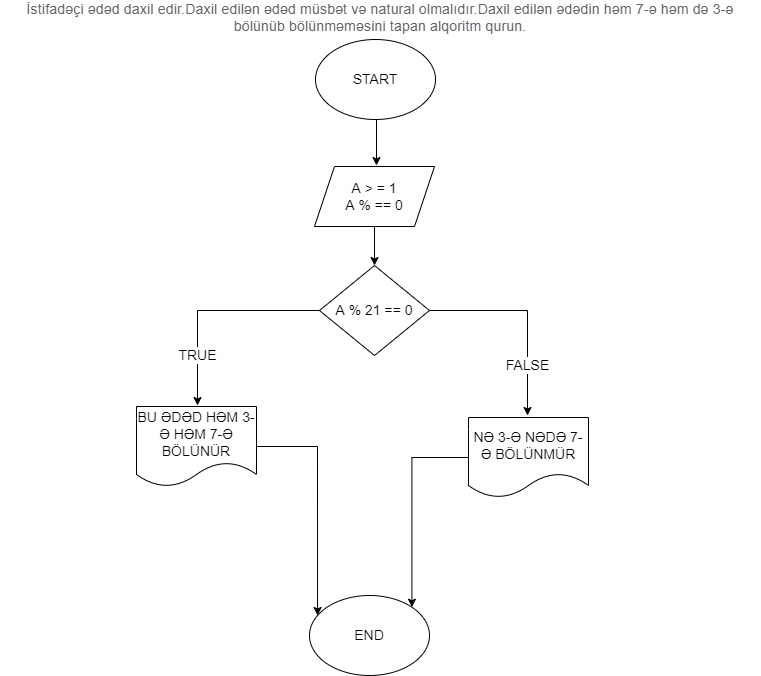 İstifadəçi ədəd daxil edir.Daxil edilən ədəd müsbət və natural olmalıdır.Daxil edilən ədədin həm 7-ə həm də 3-ə
bölünüb bölünməməsini tapan alqoritm qurun.
START
A > = 1
A % == 0
A % 21 == 0
TRUE
FALSE
BU ƏDƏD HƏM 3-
Ə HƏM 7-Ə
BÖLÜNÜR
NƏ 3-Ə NƏDƏ 7-
Ə BÖLÜNMÜR
END